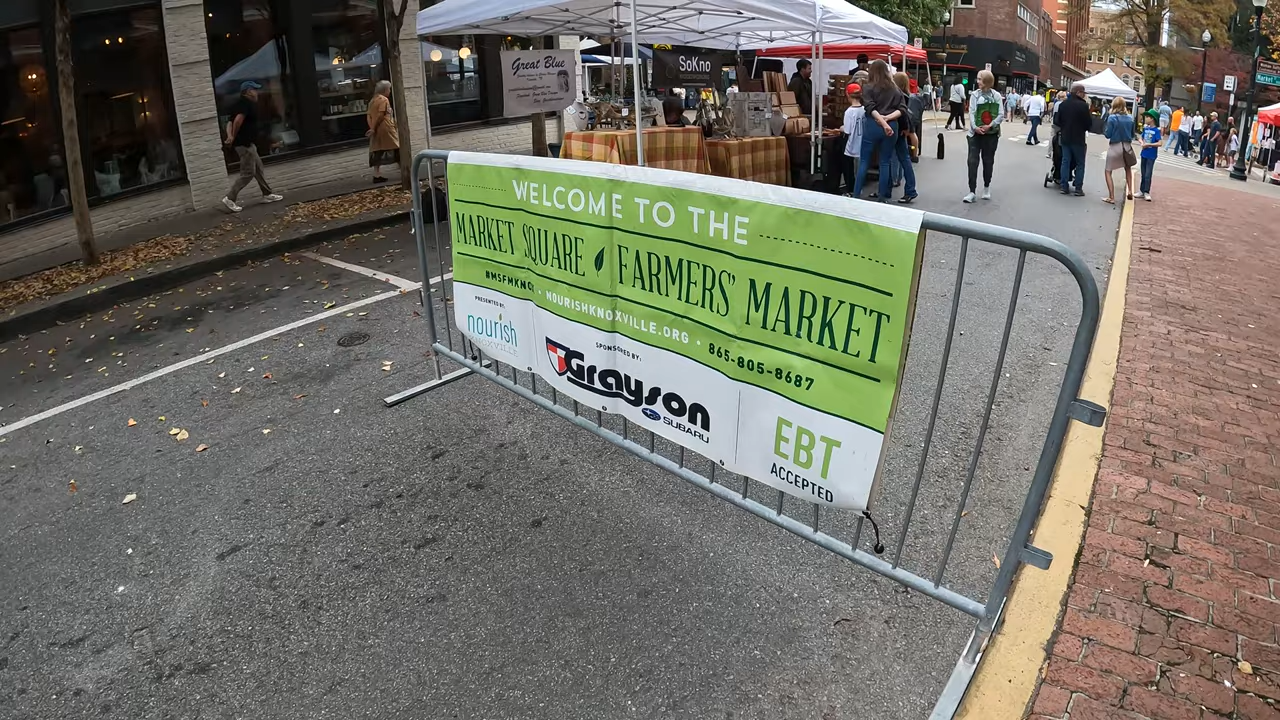 Great Blue
SoKno
WELCOME TO THE
MARKET SQUARE FARMERS' MARKET
#MSFMKNOX • NOURISHKNOXVILLE.ORG • 865-805-8687
PRESENTED BY:
nourish
KNOXVILLE
SPONSORED BY:
Grayson
SUBARU
EBT
ACCEPTED
Market